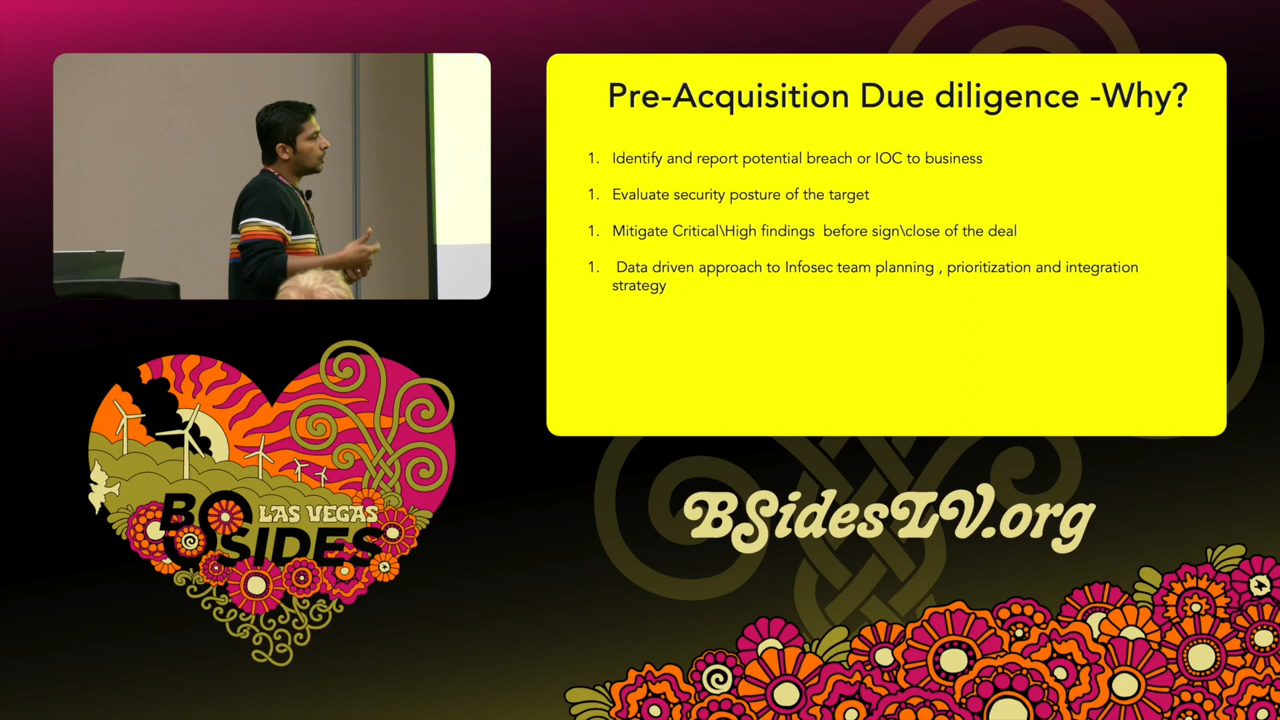 Pre-Acquisition Due diligence -Why?
1. Identify and report potential breach or IOC to business
1. Evaluate security posture of the target
1. Mitigate Critical\High findings  before sign\close of the deal
1.  Data driven approach to Infosec team planning , prioritization and integration
strategy
LAS VEGAS
BSIDES
BSidesLV.org
23